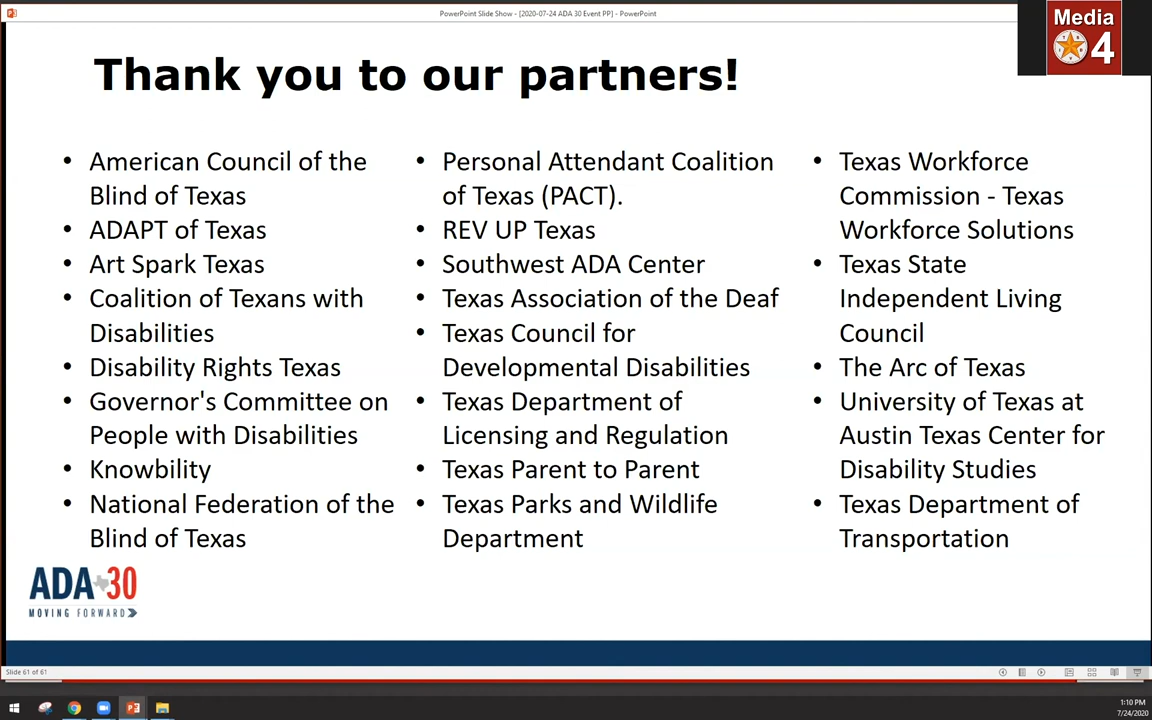 PowerPoint Slide Show - [2020-07-24 ADA 30 Event PP] - PowerPoint
Media
4
Thank you to our partners!
• American Council of the
Blind of Texas
• ADAPT of Texas
• Art Spark Texas
• Coalition of Texans with
Disabilities
• Disability Rights Texas
• Governor's Committee on
People with Disabilities
• Knowbility
• National Federation of the
Blind of Texas
• Personal Attendant Coalition
of Texas (PACT).
• REV UP Texas
• Southwest ADA Center
• Texas Association of the Deaf
• Texas Council for
Developmental Disabilities
• Texas Department of
Licensing and Regulation
• Texas Parent to Parent
• Texas Parks and Wildlife
Department
• Texas Workforce
Commission - Texas
Workforce Solutions
• Texas State
Independent Living
Council
• The Arc of Texas
• University of Texas at
Austin Texas Center for
Disability Studies
• Texas Department of
Transportation
ADA 30
MOVING FORWARD
Slide 61 of 61
1:10 PM
7/24/2020